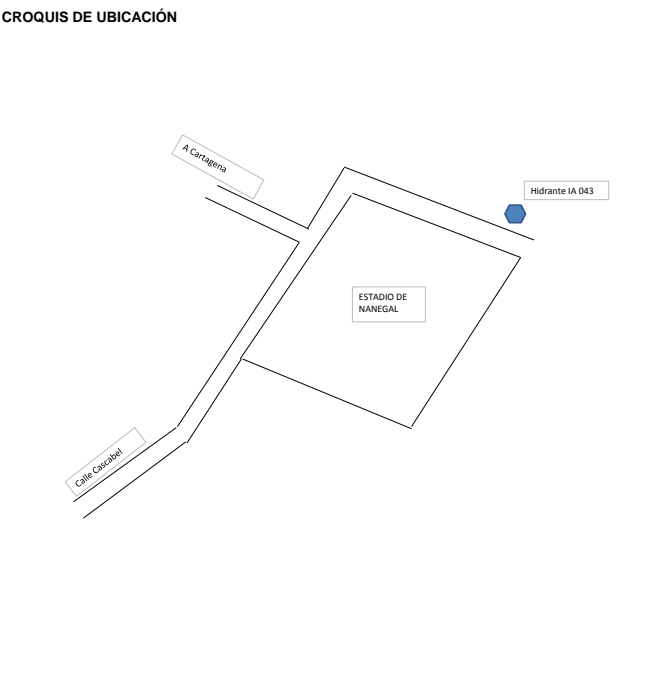 CROQUIS DE UBICACIÓN
A Cartagena
Hidrante IA 043
ESTADIO DE
NANEGAL
Calle Cascabel